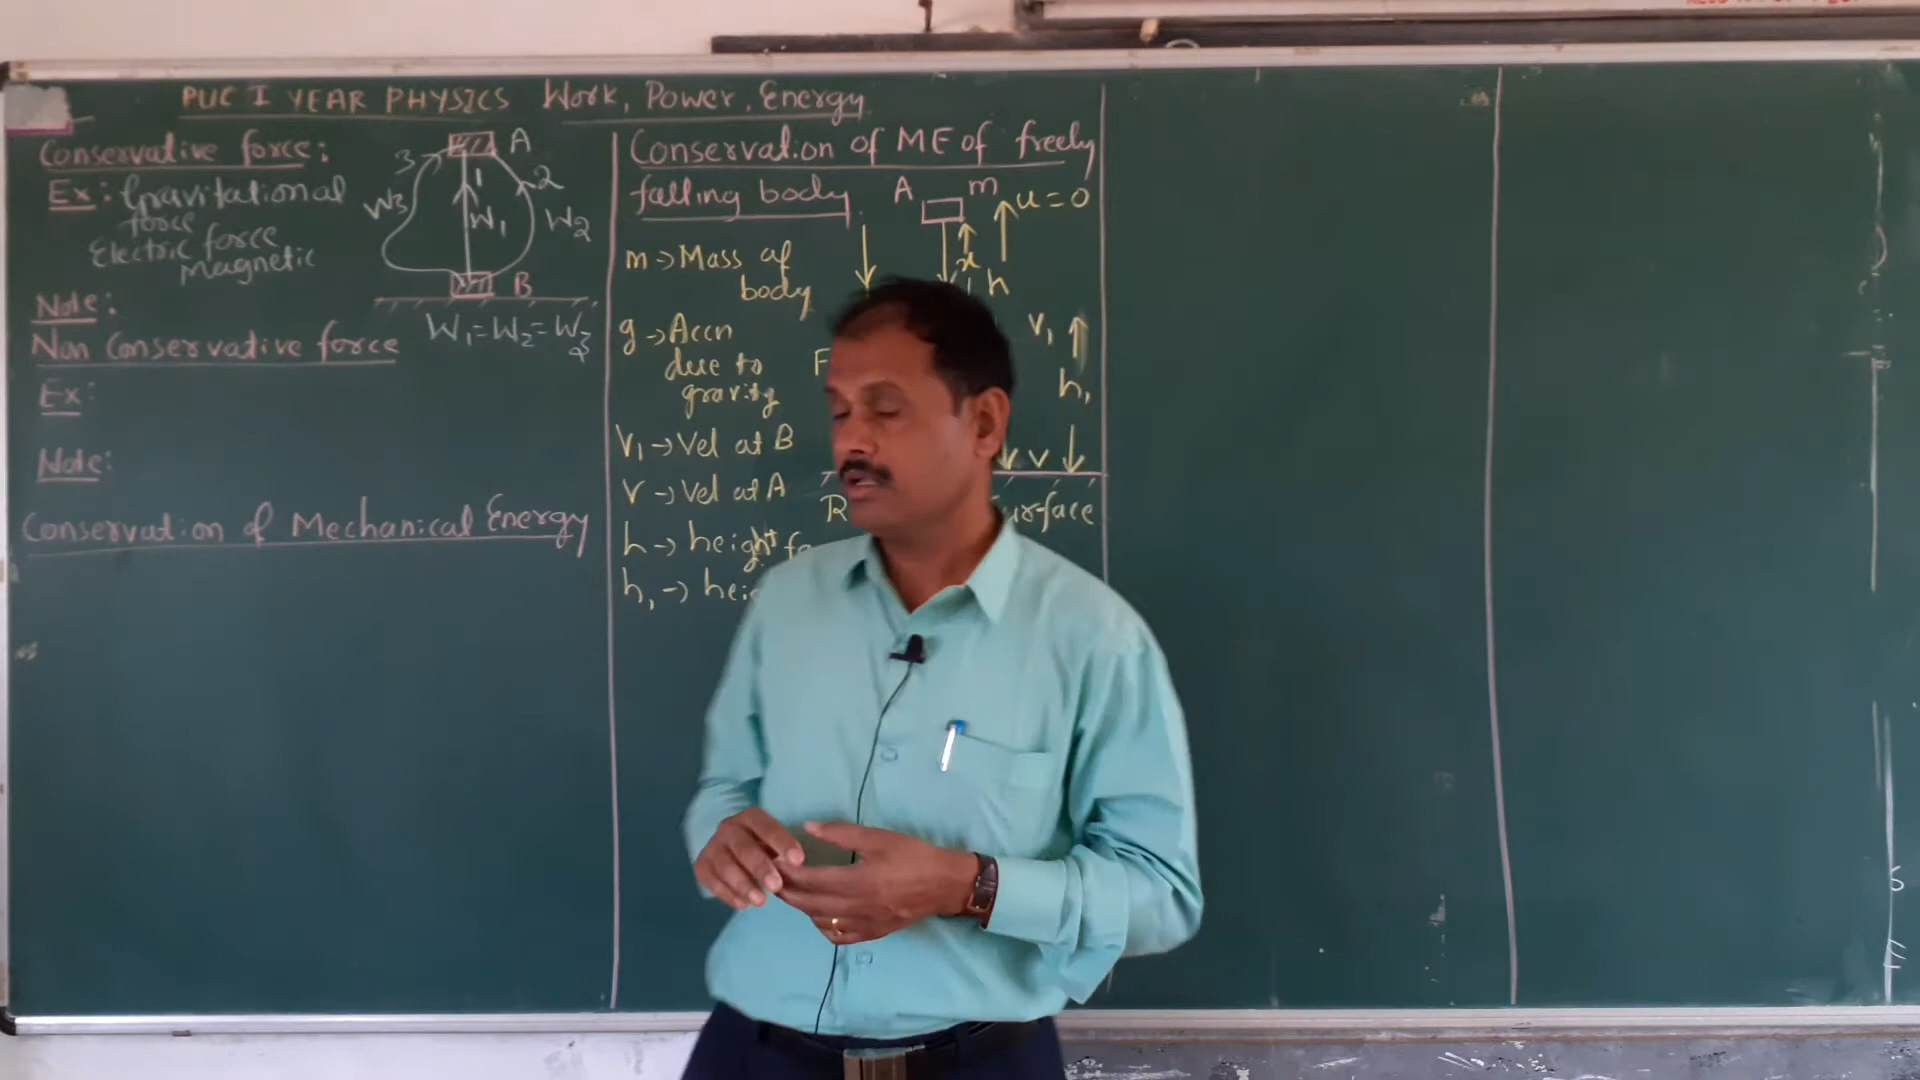 PUC I YEAR PHYSICS Work, Power, Energy
Conservative force:
Ex: Gravitational
force
Electric force
Magnetic
3
A
1
2
W3
W1
W2
B
W1=W2=W3
Note:
Non Conservative force
Ex:
Note:
Conservation of Mechanical Energy
Conservation of ME of freely
falling body
A
m
u=0
x
h
m→Mass of
body
g→Accn
due to
gravity
F
V1
h1
V1→Vel at B
V→Vel at A
V
R
urface
h→height
h1→hei